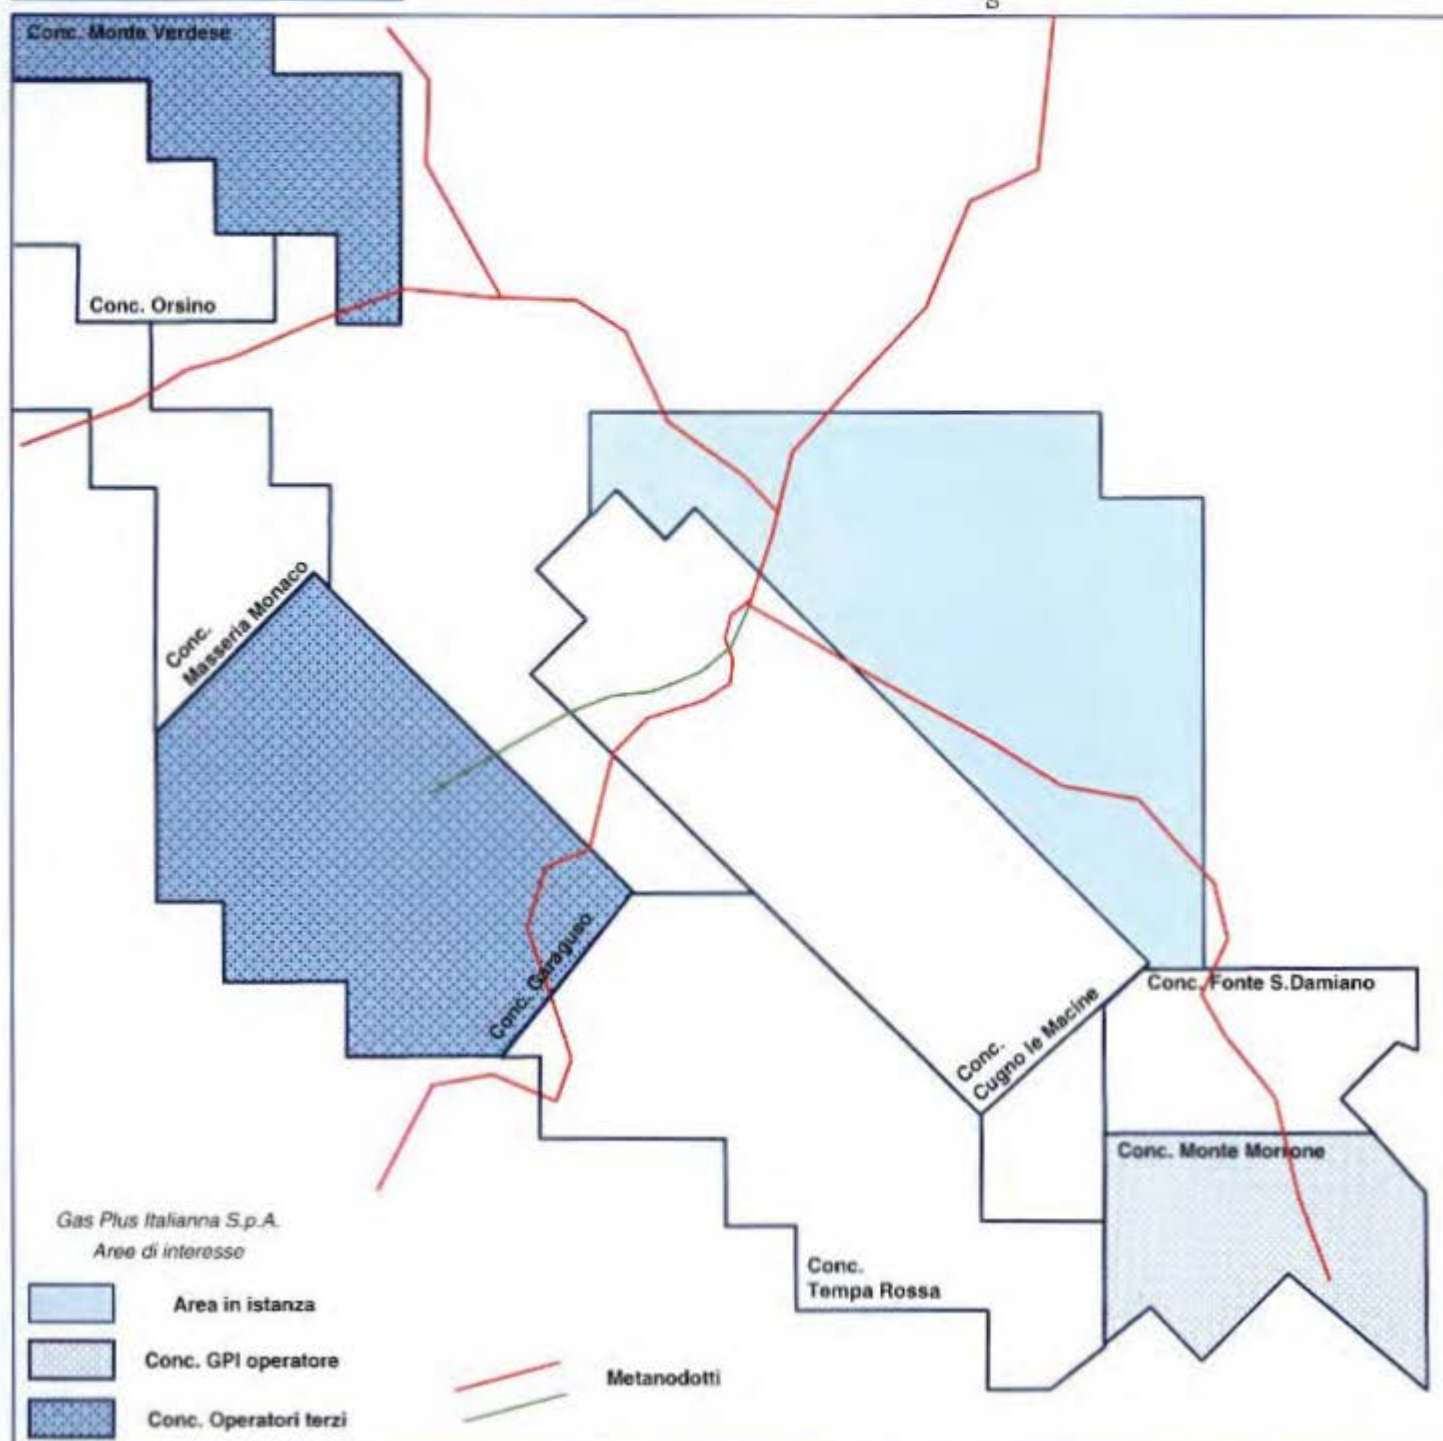 Conc. Monte Verdese
Conc. Orsino
Conc.
Masseria Monaco
Conc. Garaguso
Conc. Fonte S.Damiano
Conc.
Cugno le Macine
Conc. Monte Morrone
Conc.
Tempa Rossa
Gas Plus Italianna S.p.A.
Aree di interesse
Area in istanza
Conc. GPI operatore
Conc. Operatori terzi
Metanodotti